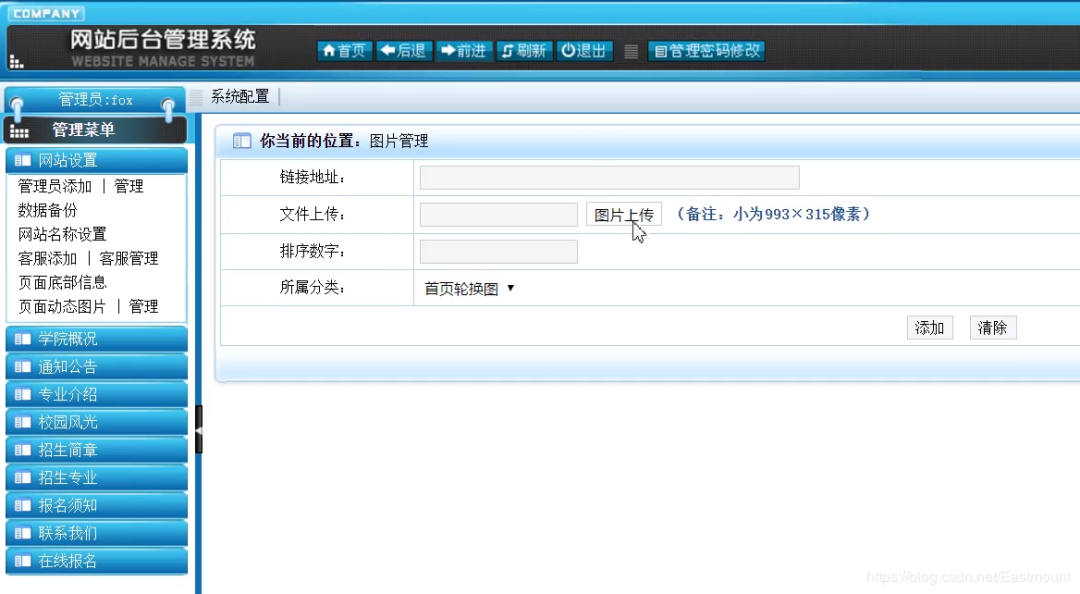 COMPANY
网站后台管理系统
WEBSITE MANAGE SYSTEM
首页 后退 前进 刷新 退出 管理密码修改
管理员:fox
系统配置
管理菜单
网站设置
管理员添加 | 管理
数据备份
网站名称设置
客服添加 | 客服管理
页面底部信息
页面动态图片 | 管理
学院概况
通知公告
专业介绍
校园风光
招生简章
招生专业
报名须知
联系我们
在线报名
你当前的位置：图片管理
链接地址：
文件上传： 图片上传 （备注：小为993×315像素）
排序数字：
所属分类： 首页轮换图
添加 清除
https://blog.csdn.net/Eastmount